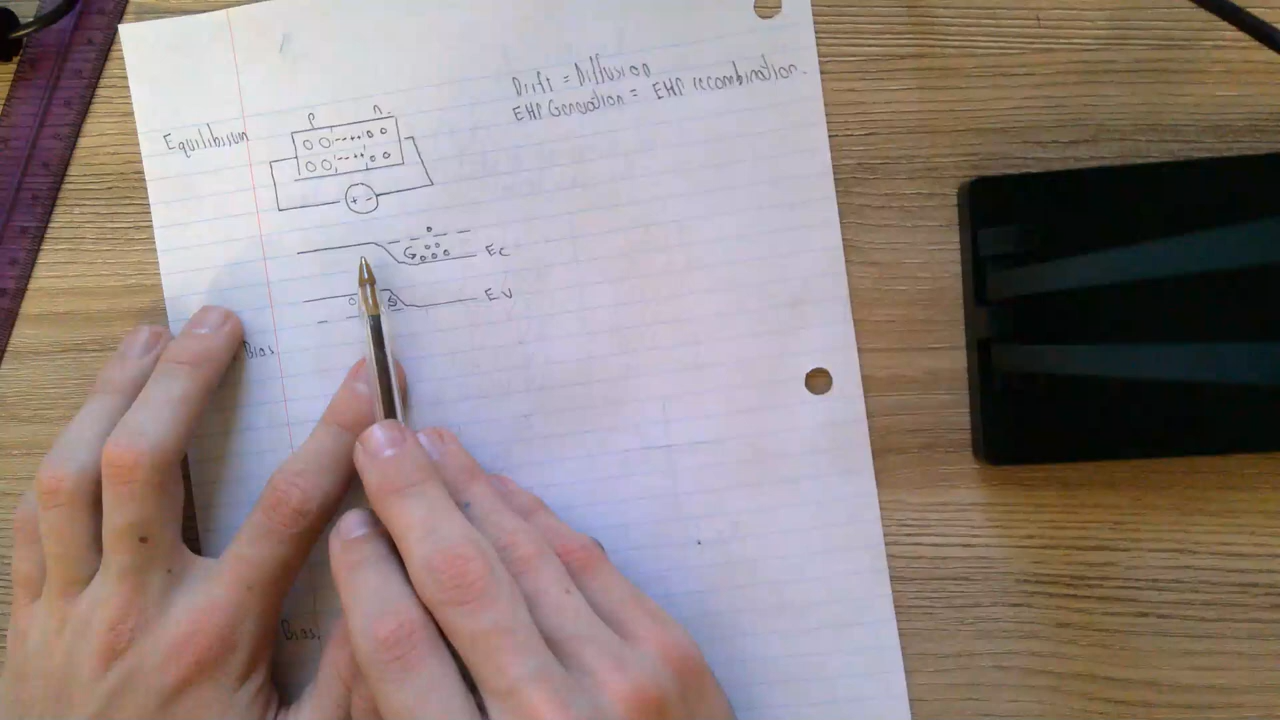 Drift = Diffusion
EHP Generation = EHP recombination.
p n
Equilibrium
+ -
Ec
Ev
Bias
Bias.